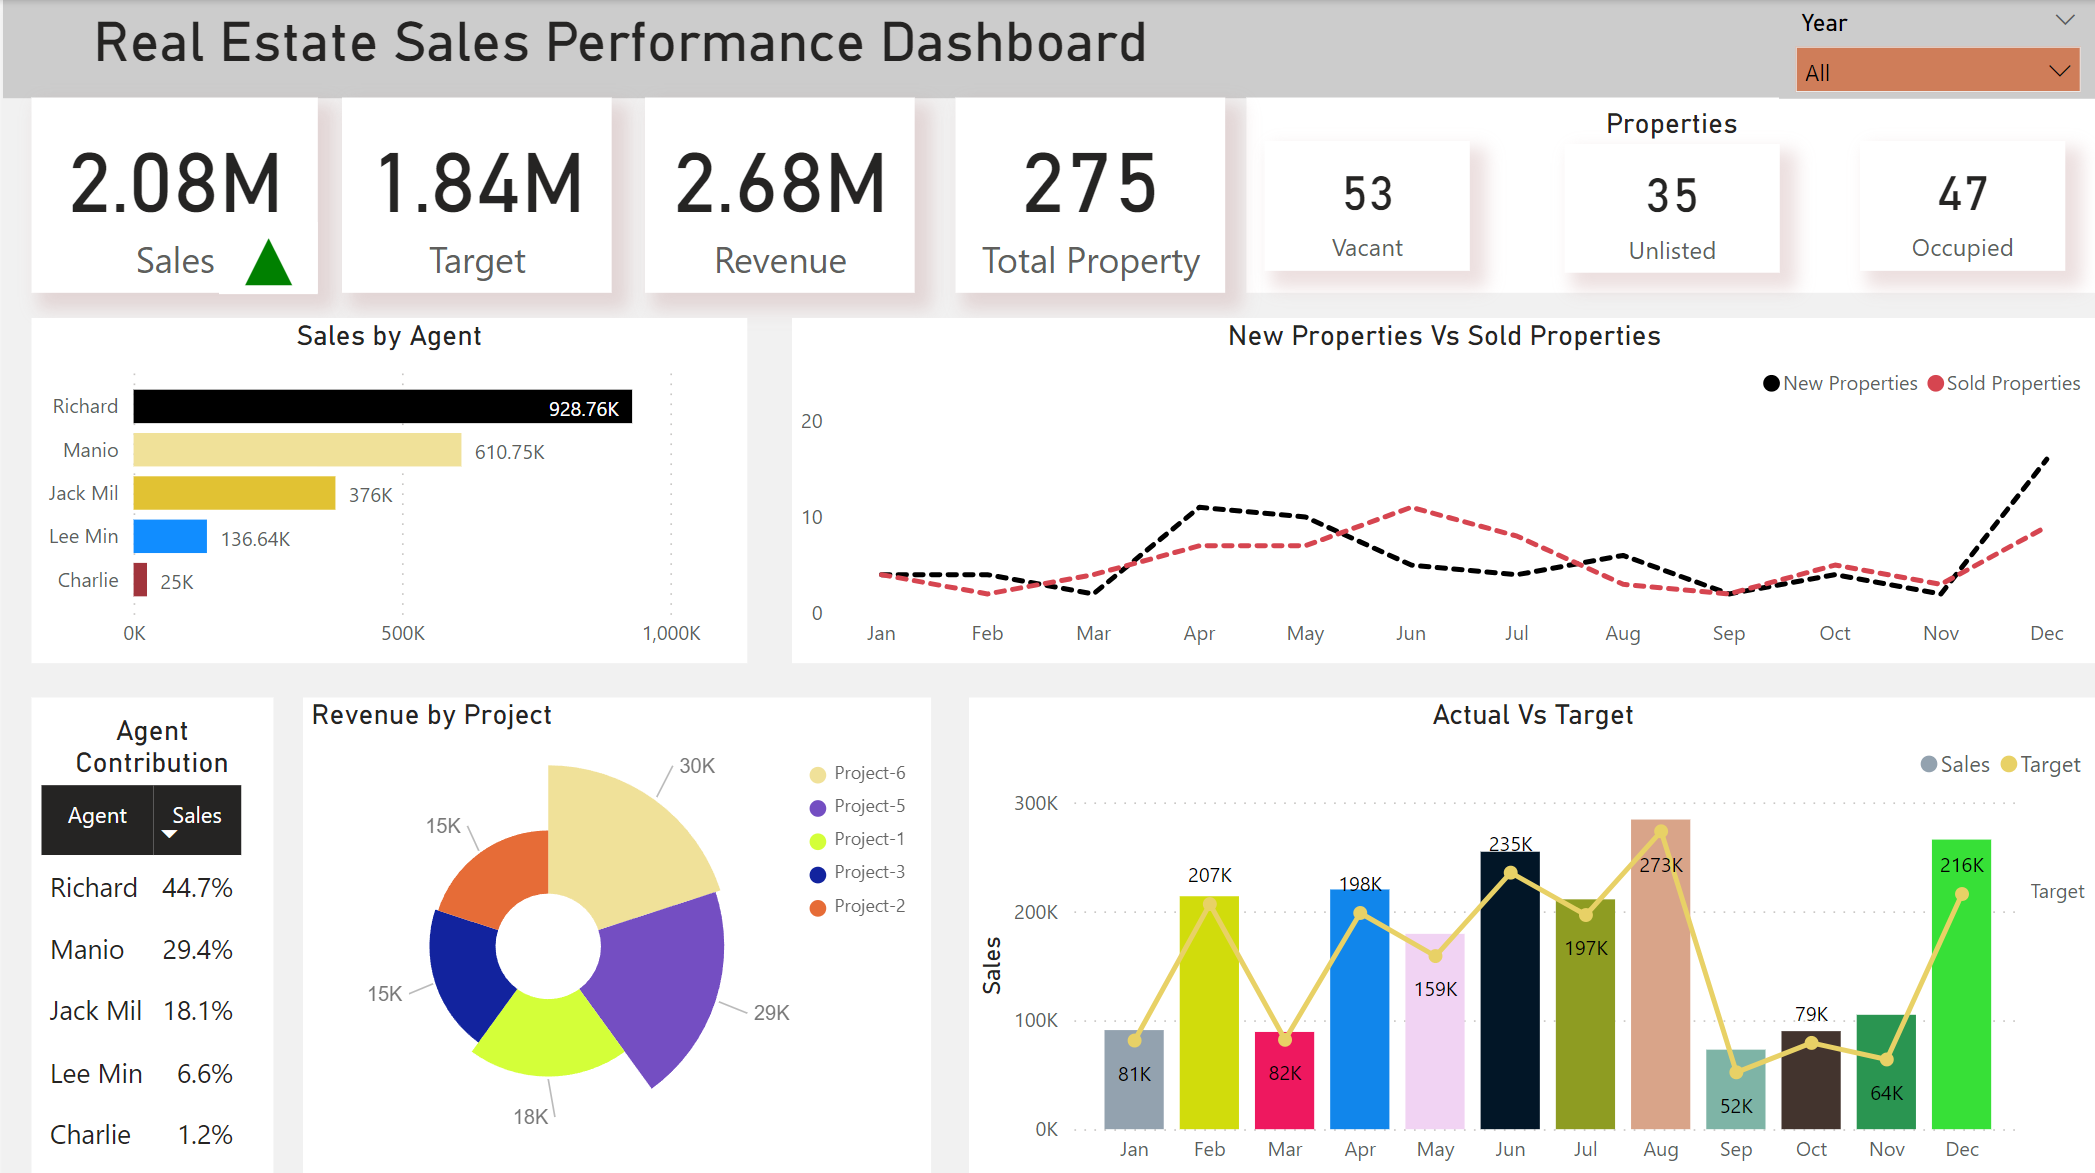 Real Estate Sales Performance Dashboard
Year
All
2.08M
Sales
1.84M
Target
2.68M
Revenue
275
Total Property
Properties
53
Vacant
35
Unlisted
47
Occupied
Sales by Agent
Richard 928.76K
Manio 610.75K
Jack Mil 376K
Lee Min 136.64K
Charlie 25K
0K 500K 1,000K
New Properties Vs Sold Properties
New Properties Sold Properties
20
10
0
Jan Feb Mar Apr May Jun Jul Aug Sep Oct Nov Dec
Agent
Contribution
Agent Sales
Richard 44.7%
Manio 29.4%
Jack Mil 18.1%
Lee Min 6.6%
Charlie 1.2%
Revenue by Project
30K
29K
18K
15K
15K
Project-6
Project-5
Project-1
Project-3
Project-2
Actual Vs Target
Sales Target
Sales
300K
200K
100K
0K
81K
207K
82K
198K
159K
235K
197K
273K
52K
79K
64K
216K
Target
Jan Feb Mar Apr May Jun Jul Aug Sep Oct Nov Dec